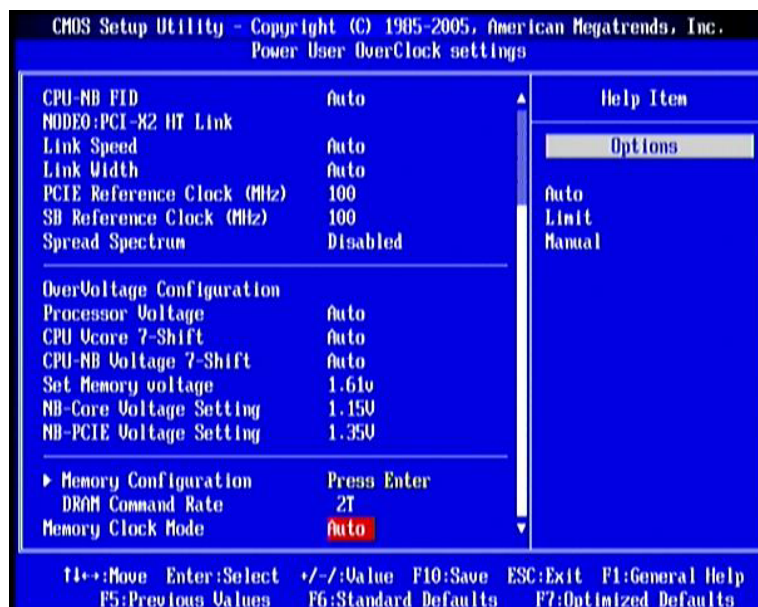 CMOS Setup Utility - Copyright (C) 1985-2005, American Megatrends, Inc.
Power User OverClock settings
CPU-NB FID Auto
NODE0:PCI-X2 HT Link
Link Speed Auto
Link Width Auto
PCIE Reference Clock (MHz) 100
SB Reference Clock (MHz) 100
Spread Spectrum Disabled
OverVoltage Configuration
Processor Voltage Auto
CPU Vcore 7-Shift Auto
CPU-NB Voltage 7-Shift Auto
Set Memory voltage 1.61v
NB-Core Voltage Setting 1.15V
NB-PCIE Voltage Setting 1.35V
Memory Configuration Press Enter
DRAM Command Rate 2T
Memory Clock Mode Auto
Help Item
Options
Auto
Limit
Manual
↑↓←→:Move Enter:Select +/-/:Value F10:Save ESC:Exit F1:General Help
F5:Previous Values F6:Standard Defaults F7:Optimized Defaults